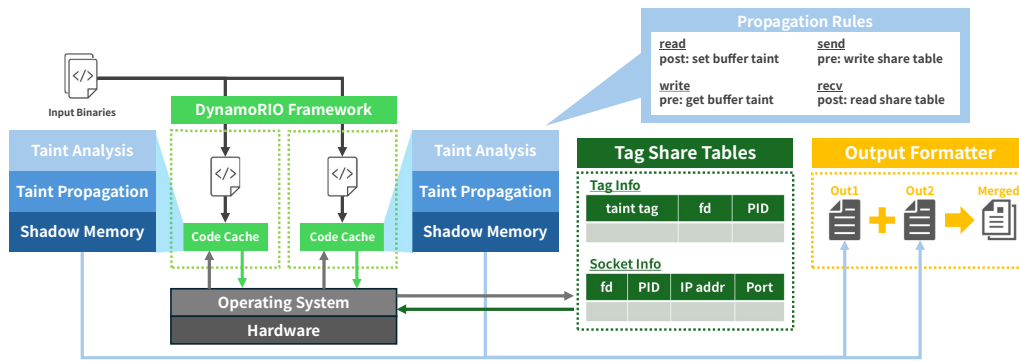 Propagation Rules
read
post: set buffer taint
send
pre: write share table
write
pre: get buffer taint
recv
post: read share table
</>
Input Binaries
DynamoRIO Framework
Taint Analysis
Taint Propagation
Shadow Memory
</>
</>
Code Cache
Code Cache
Taint Analysis
Taint Propagation
Shadow Memory
Operating System
Hardware
Tag Share Tables
Tag Info
taint tag fd PID
Socket Info
fd PID IP addr Port
Output Formatter
Out1 Out2 Merged